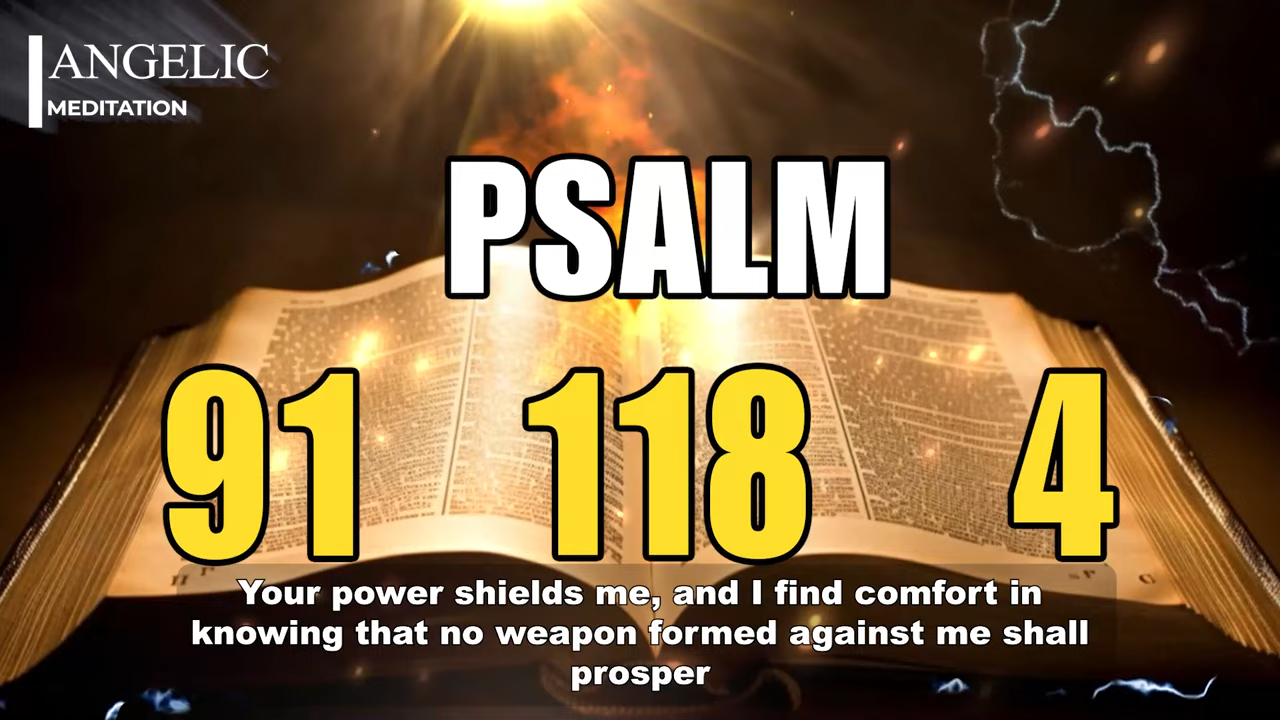 ANGELIC
MEDITATION
PSALM
91 118 4
Your power shields me, and I find comfort in
knowing that no weapon formed against me shall
prosper